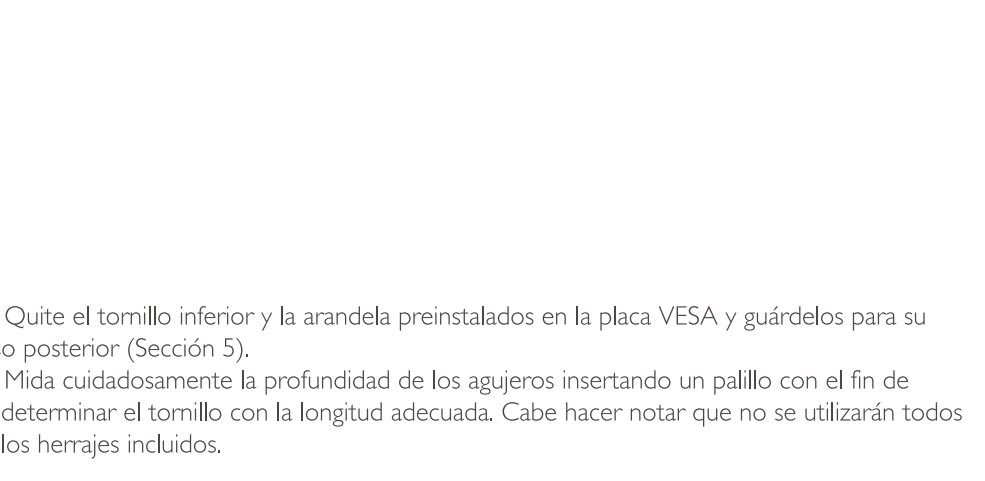 Quite el tornillo inferior y la arandela preinstalados en la placa VESA y guárdelos para su
o posterior (Sección 5).
Mida cuidadosamente la profundidad de los agujeros insertando un palillo con el fin de
determinar el tornillo con la longitud adecuada. Cabe hacer notar que no se utilizarán todos
los herrajes incluidos.